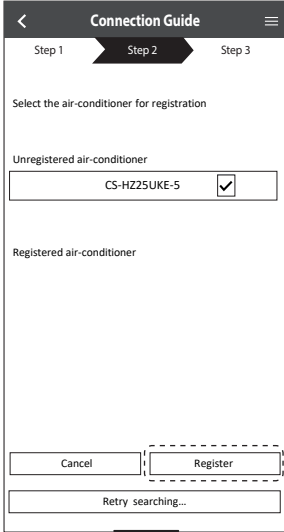 Connection Guide
Step 1 Step 2 Step 3
Select the air-conditioner for registration
Unregistered air-conditioner
CS-HZ25UKE-5
Registered air-conditioner
Cancel Register
Retry searching...